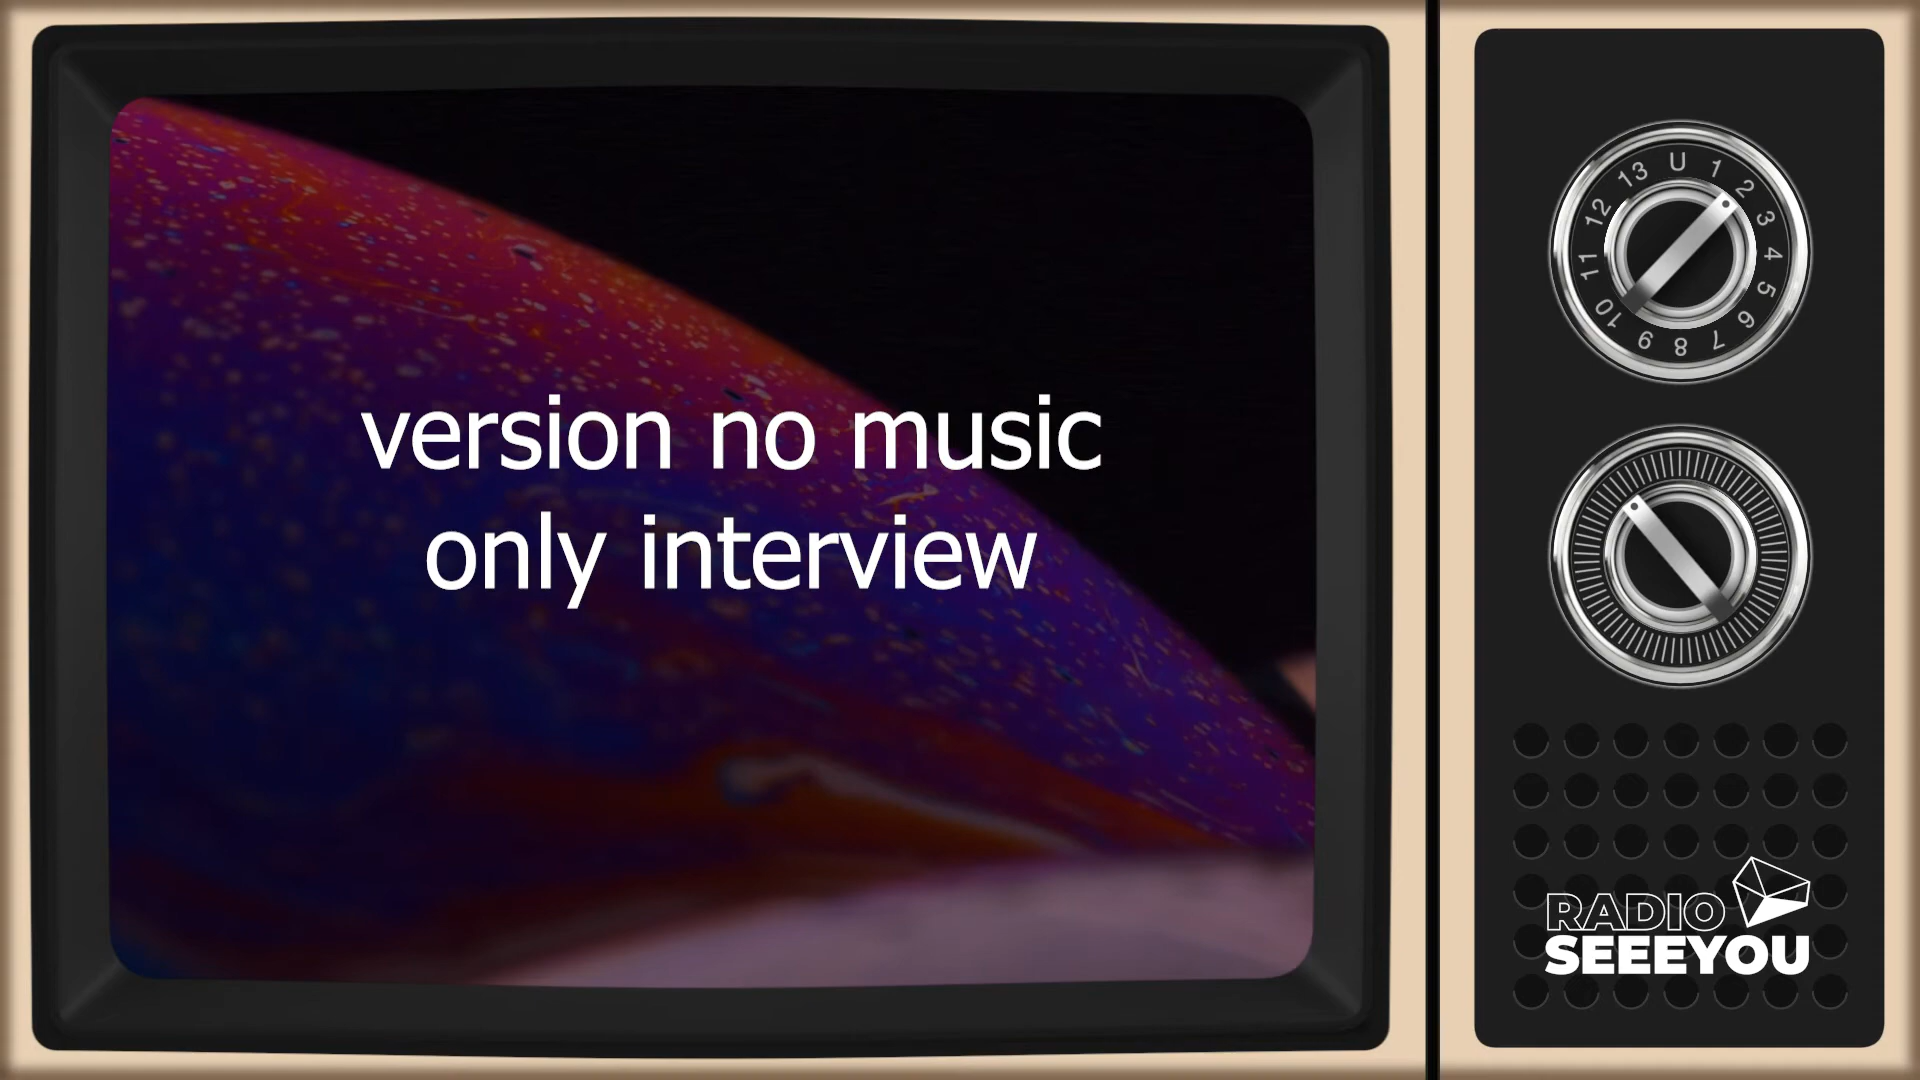 version no music
only interview
U 1 2 3 4 5 6 7 8 9 10 11 12 13
RADIO
SEEEYOU